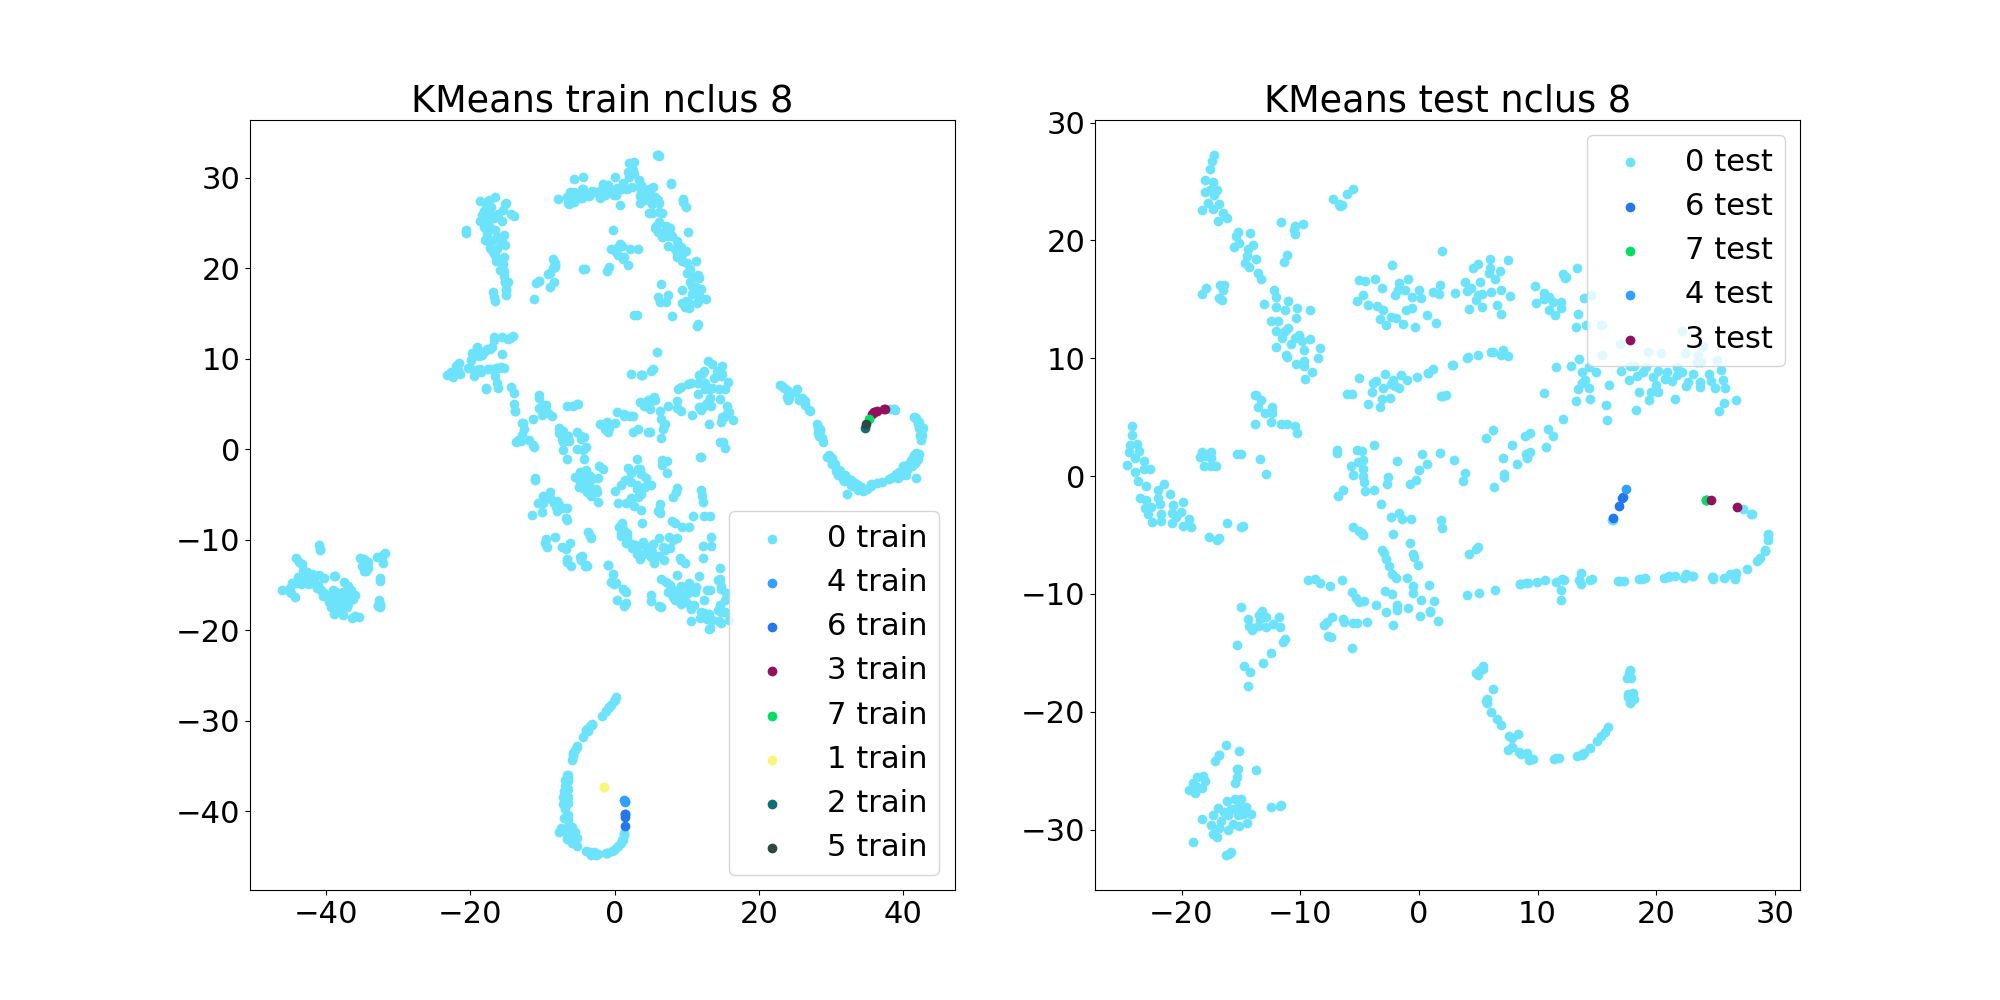 KMeans train nclus 8
30
20
10
0
−10
−20
−30
−40
−40
−20
0
20
40
0 train
4 train
6 train
3 train
7 train
1 train
2 train
5 train
KMeans test nclus 8
30
20
10
0
−10
−20
−30
−20
−10
0
10
20
30
0 test
6 test
7 test
4 test
3 test